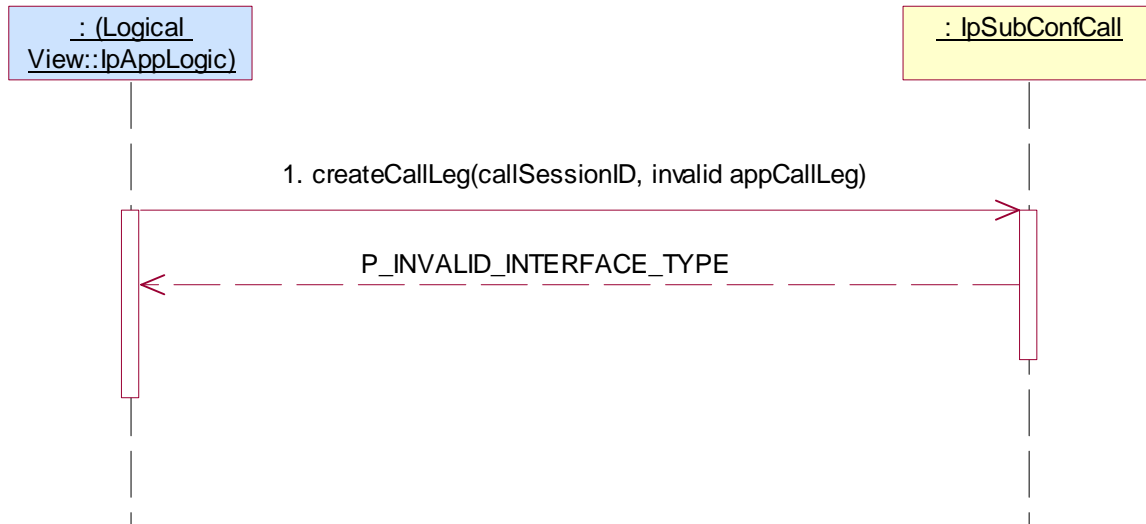 : (Logical
View::IpAppLogic)
: IpSubConfCall
1. createCallLeg(callSessionID, invalid appCallLeg)
P_INVALID_INTERFACE_TYPE